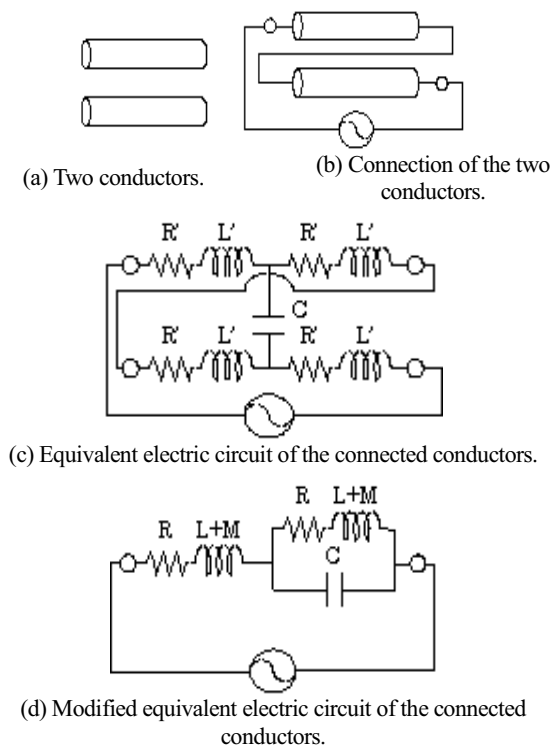 (a) Two conductors.
(b) Connection of the two
conductors.
R' L' R' L'
C
R' L' R' L'
(c) Equivalent electric circuit of the connected conductors.
R L+M
R L+M
C
(d) Modified equivalent electric circuit of the connected
conductors.